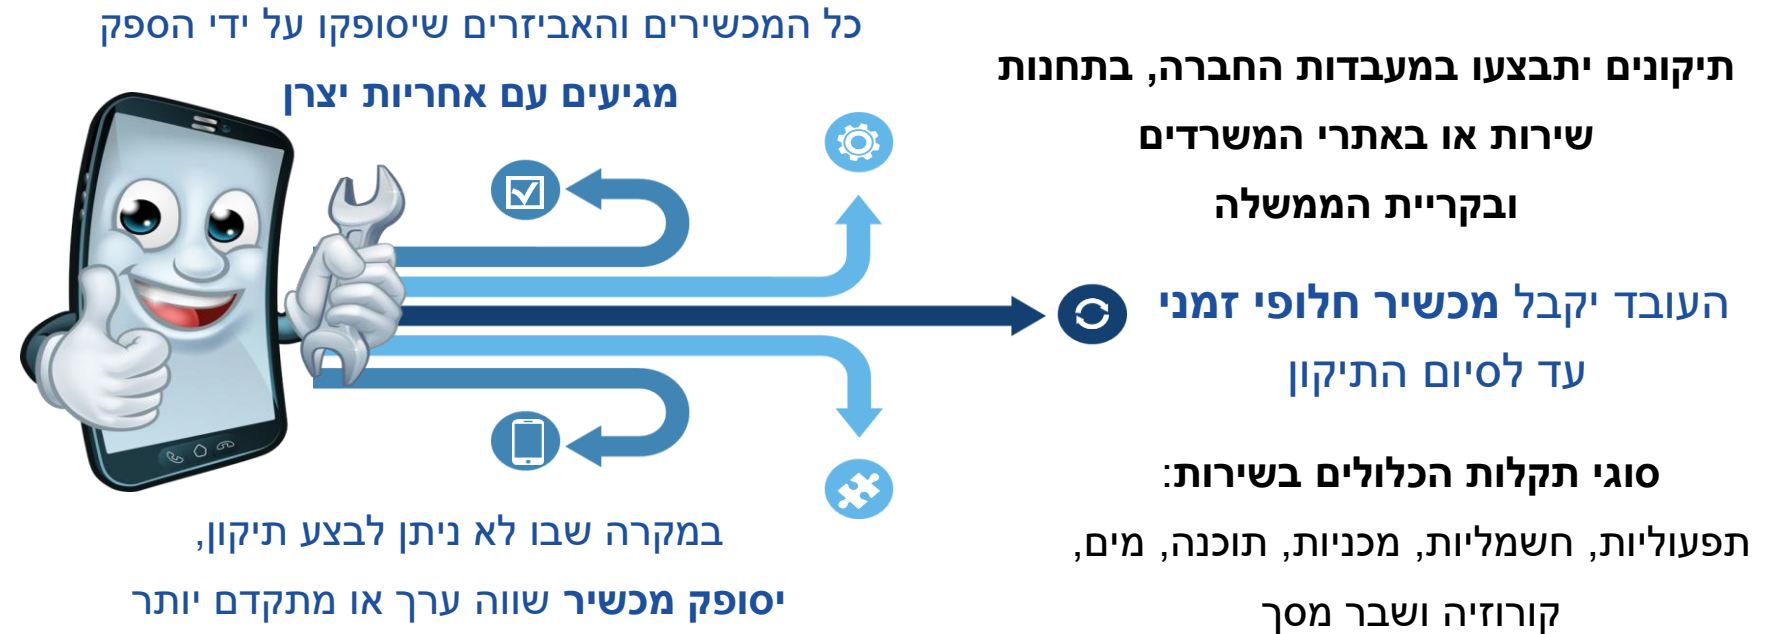 כל המכשירים והאביזרים שיסופקו על ידי הספק
מגיעים עם אחריות יצרן
תיקונים יתבצעו במעבדות החברה, בתחנות
שירות או באתרי המשרדים
ובקריית הממשלה
העובד יקבל מכשיר חלופי זמני
עד לסיום התיקון
סוגי תקלות הכלולים בשירות:
תפעוליות, חשמליות, מכניות, תוכנה, מים,
קורוזיה ושבר מסך
במקרה שבו לא ניתן לבצע תיקון,
יסופק מכשיר שווה ערך או מתקדם יותר